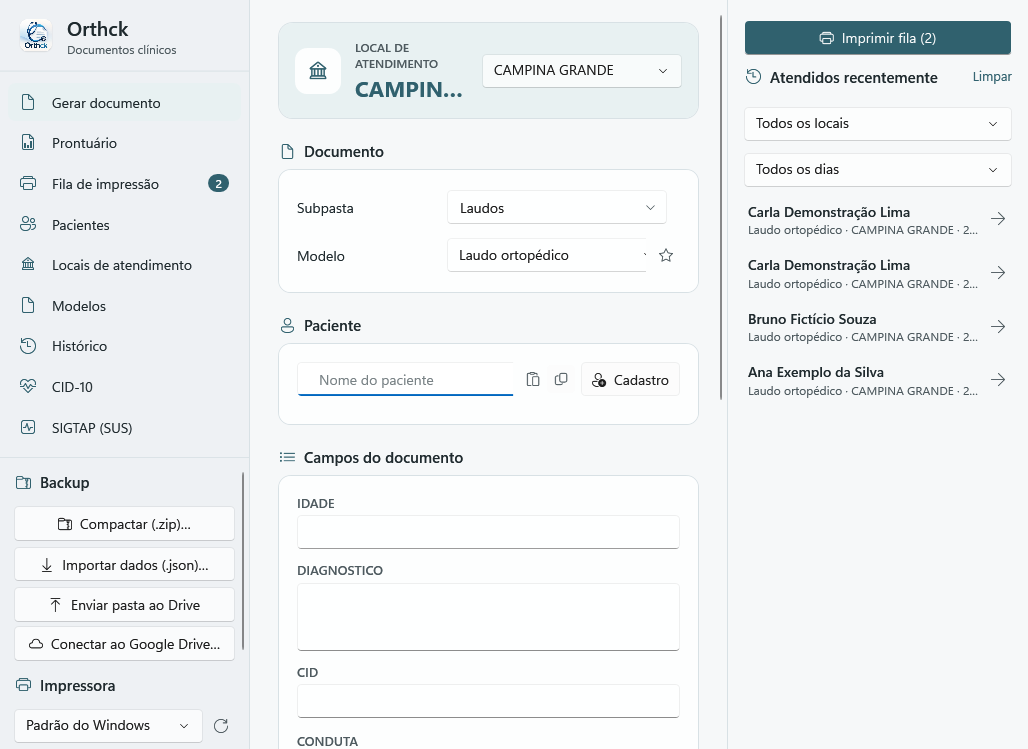 Orthck
Orthck
Documentos clínicos
Gerar documento
Prontuário
Fila de impressão
2
Pacientes
Locais de atendimento
Modelos
Histórico
CID-10
SIGTAP (SUS)
Backup
Compactar (.zip)...
Importar dados (.json)...
Enviar pasta ao Drive
Conectar ao Google Drive...
Impressora
Padrão do Windows
LOCAL DE
ATENDIMENTO
CAMPIN...
CAMPINA GRANDE
Documento
Subpasta
Laudos
Modelo
Laudo ortopédico
Paciente
Nome do paciente
Cadastro
Campos do documento
IDADE
DIAGNOSTICO
CID
CONDUTA
Imprimir fila (2)
Atendidos recentemente
Limpar
Todos os locais
Todos os dias
Carla Demonstração Lima
Laudo ortopédico · CAMPINA GRANDE · 2...
Carla Demonstração Lima
Laudo ortopédico · CAMPINA GRANDE · 2...
Bruno Fictício Souza
Laudo ortopédico · CAMPINA GRANDE · 2...
Ana Exemplo da Silva
Laudo ortopédico · CAMPINA GRANDE · 2...